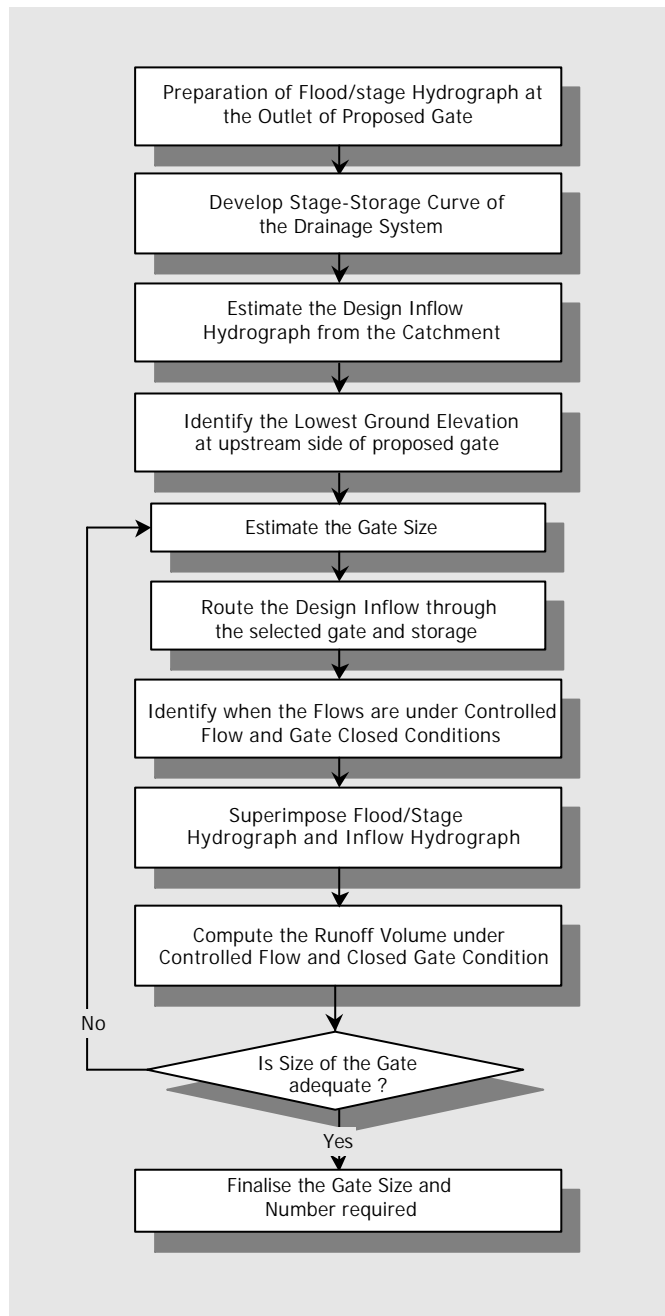 Preparation of Flood/stage Hydrograph at
the Outlet of Proposed Gate
Develop Stage-Storage Curve of
the Drainage System
Estimate the Design Inflow
Hydrograph from the Catchment
Identify the Lowest Ground Elevation
at upstream side of proposed gate
Estimate the Gate Size
Route the Design Inflow through
the selected gate and storage
Identify when the Flows are under Controlled
Flow and Gate Closed Conditions
Superimpose Flood/Stage
Hydrograph and Inflow Hydrograph
Compute the Runoff Volume under
Controlled Flow and Closed Gate Condition
No
Is Size of the Gate
adequate ?
Yes
Finalise the Gate Size and
Number required